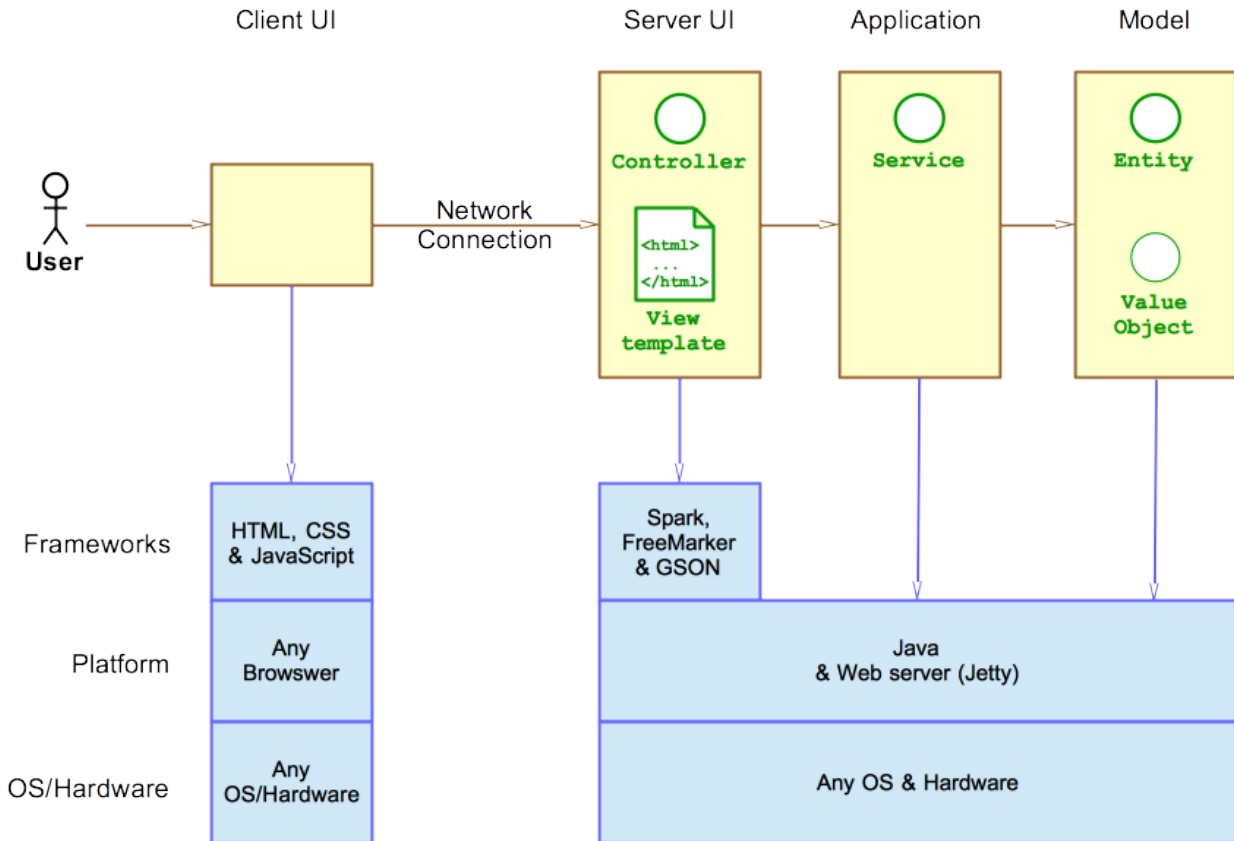 Client UI
Server UI
Application
Model
Controller
Service
Entity
User
Network
Connection
<html>
...
</html>
View
template
Value
Object
Frameworks
HTML, CSS
& JavaScript
Spark,
FreeMarker
& GSON
Platform
Any
Browswer
Java
& Web server (Jetty)
OS/Hardware
Any
OS/Hardware
Any OS & Hardware